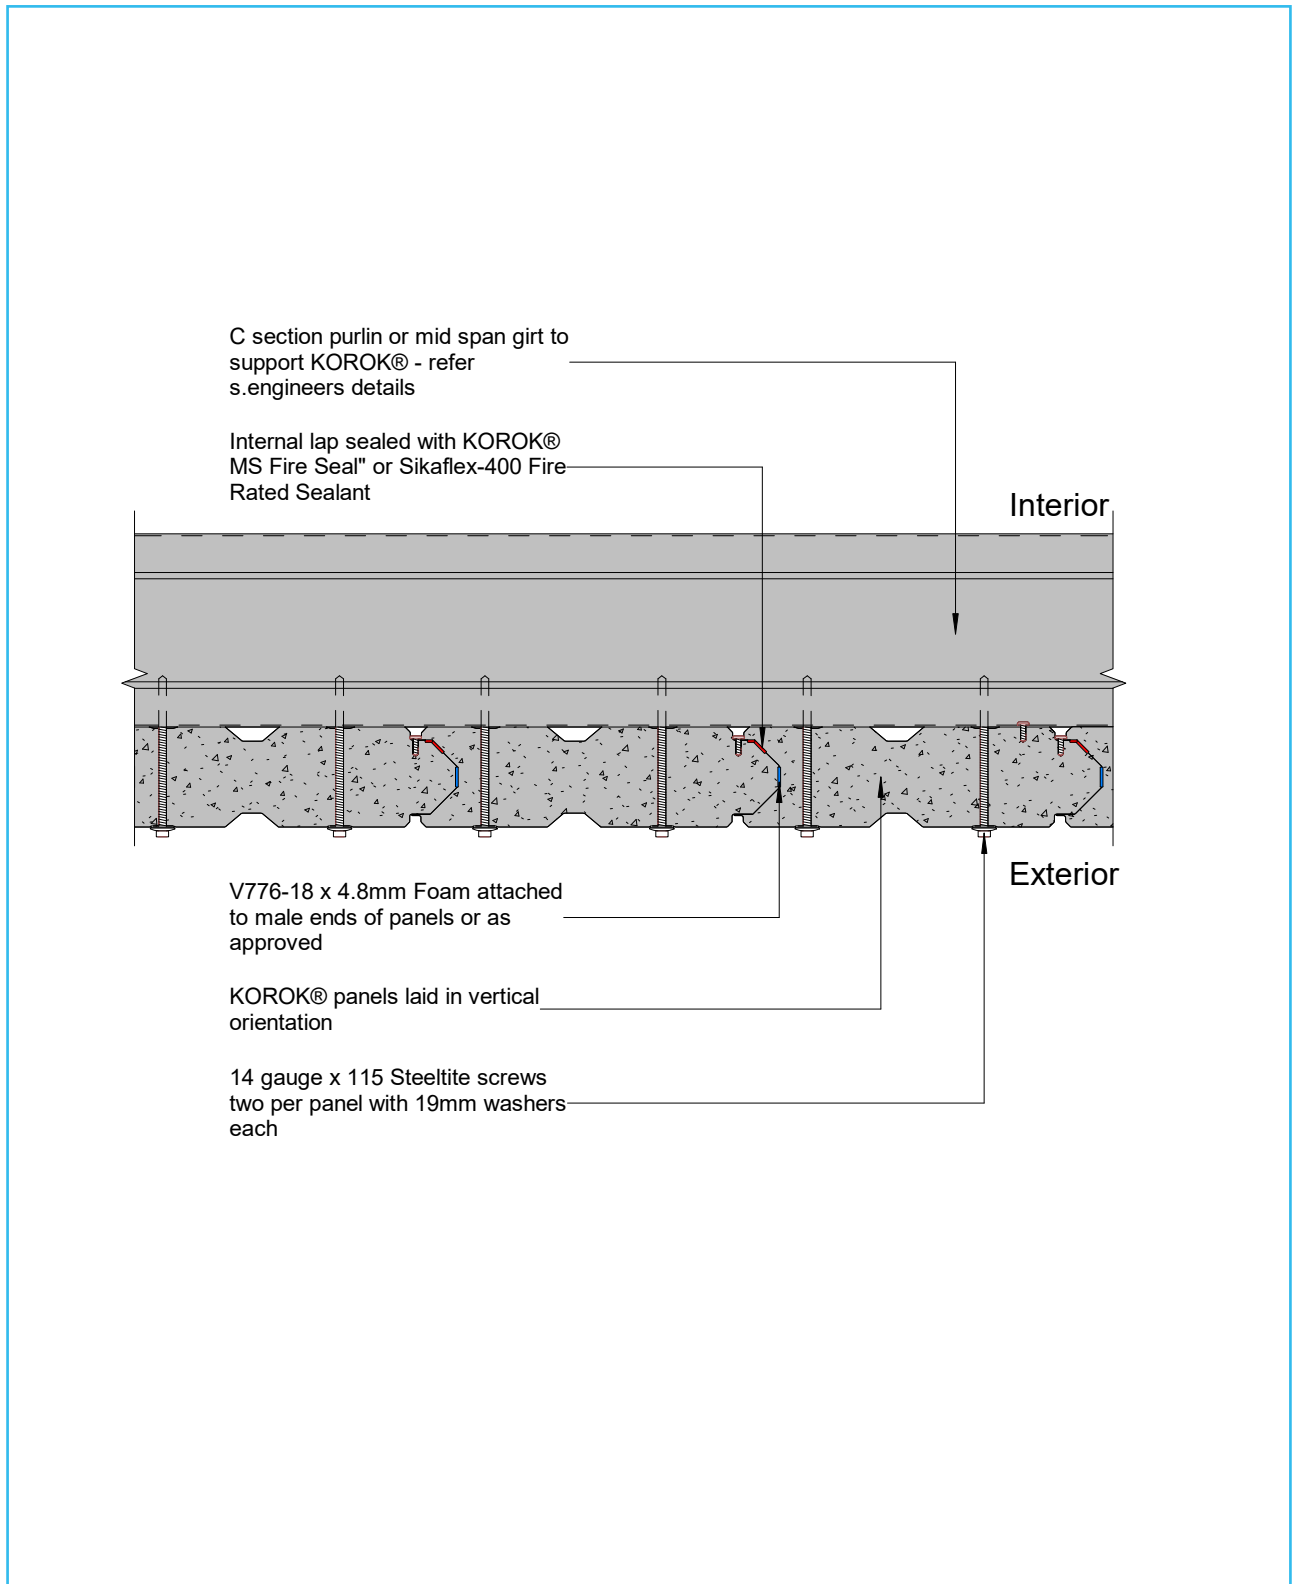 C section purlin or mid span girt to
support KOROK® - refer
s.engineers details
Internal lap sealed with KOROK®
MS Fire Seal" or Sikaflex-400 Fire
Rated Sealant
Interior
Exterior
V776-18 x 4.8mm Foam attached
to male ends of panels or as
approved
KOROK® panels laid in vertical
orientation
14 gauge x 115 Steeltite screws
two per panel with 19mm washers
each